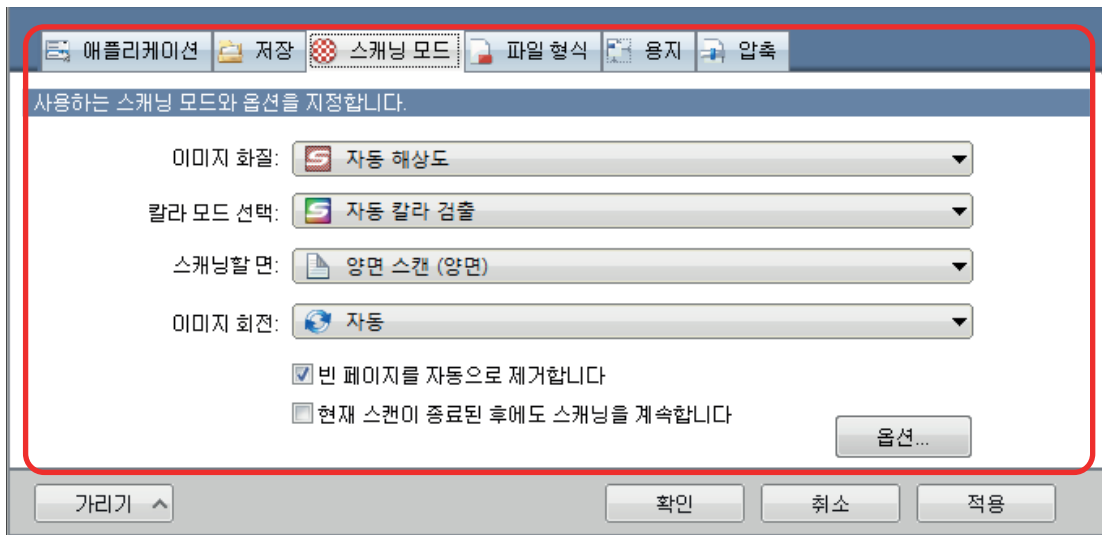 애플리케이션 저장 스캐닝 모드 파일 형식 용지 압축
사용하는 스캐닝 모드와 옵션을 지정합니다.
이미지 화질: 자동 해상도
칼라 모드 선택: 자동 칼라 검출
스캐닝할 면: 양면 스캔 (양면)
이미지 회전: 자동
빈 페이지를 자동으로 제거합니다
현재 스캔이 종료된 후에도 스캐닝을 계속합니다
옵션...
가리기 확인 취소 적용